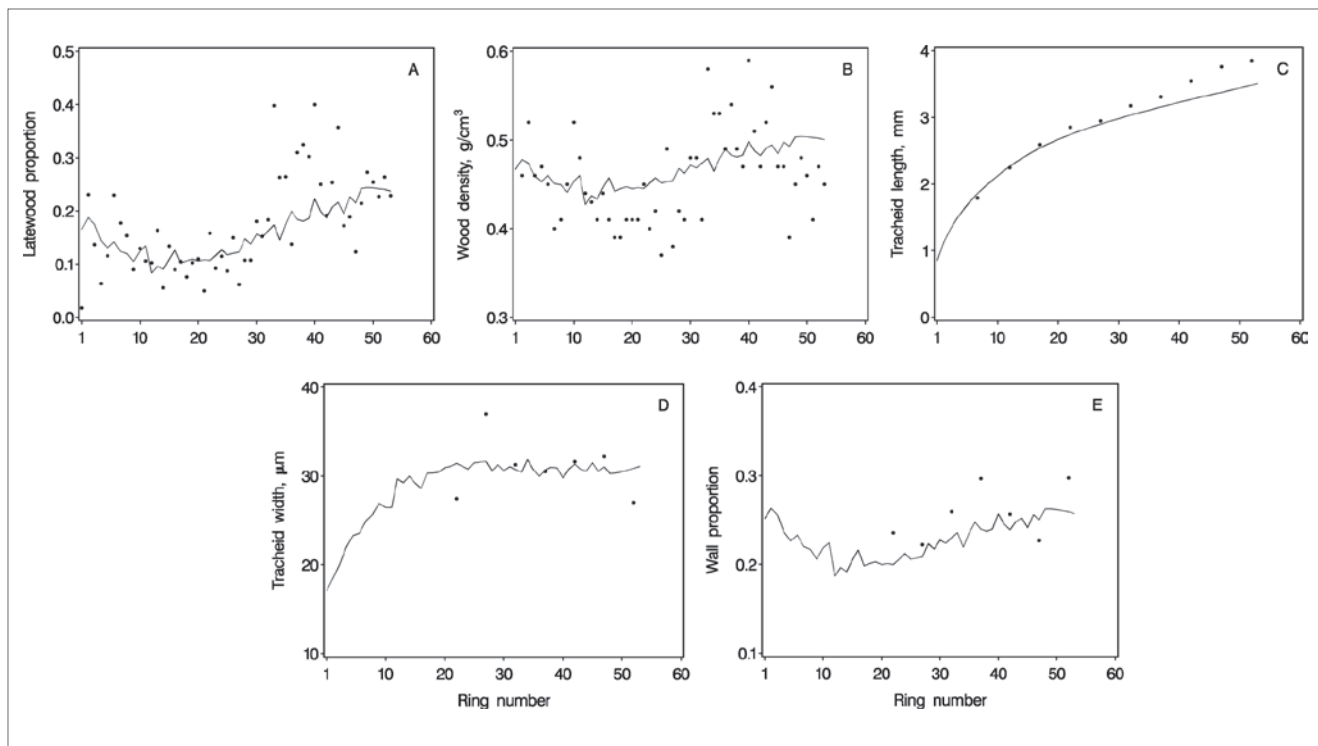 A
Latewood proportion
0.5
0.4
0.3
0.2
0.1
0.0
1 10 20 30 40 50 60
B
Wood density, g/cm³
0.6
0.5
0.4
0.3
1 10 20 30 40 50 60
C
Tracheid length, mm
4
3
2
1
0
1 10 20 30 40 50 60
D
Tracheid width, µm
40
30
20
10
1 10 20 30 40 50 60
Ring number
E
Wall proportion
0.4
0.3
0.2
0.1
1 10 20 30 40 50 60
Ring number